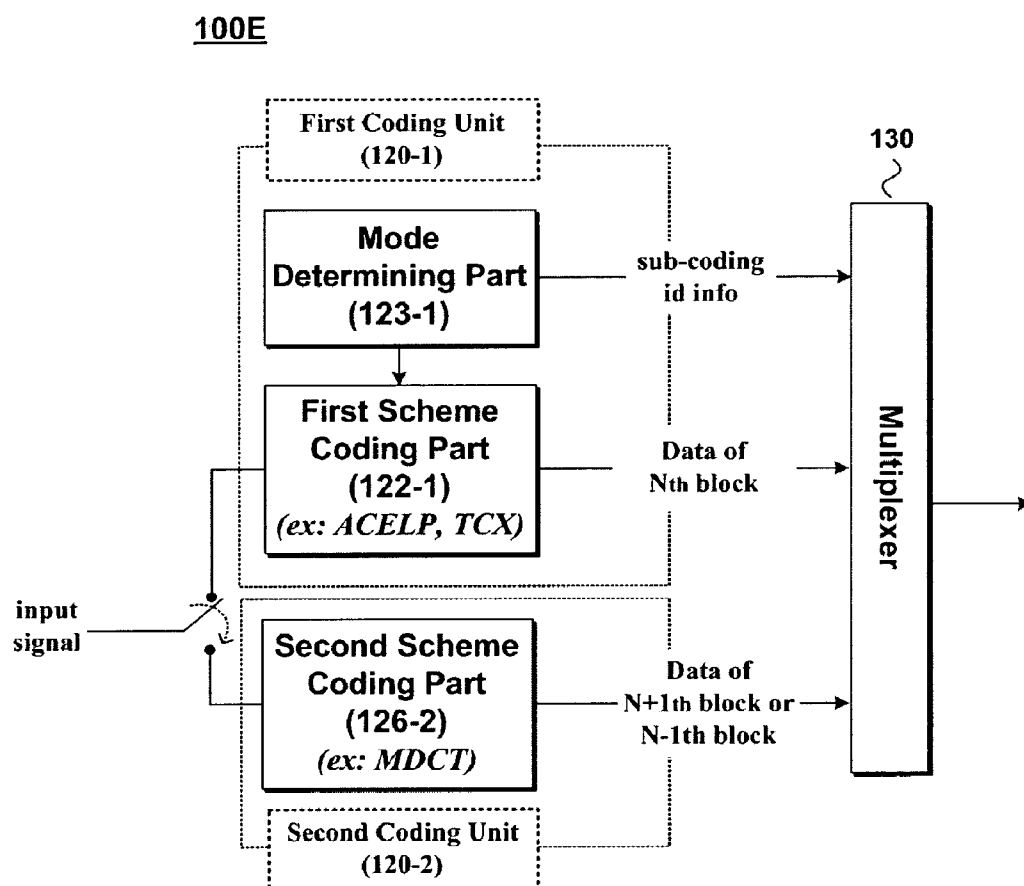 100E
First Coding Unit
(120-1)
130
Mode
Determining Part
(123-1)
sub-coding
id info
First Scheme
Coding Part
(122-1)
(ex: ACELP, TCX)
Data of
Nth block
Multiplexer
input
signal
Second Scheme
Coding Part
(126-2)
(ex: MDCT)
Data of
N+1th block or
N-1th block
Second Coding Unit
(120-2)